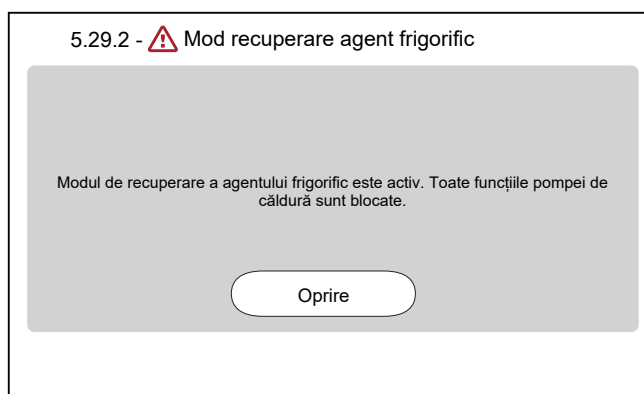 5.29.2 - Mod recuperare agent frigorific
Modul de recuperare a agentului frigorific este activ. Toate funcțiile pompei de
căldură sunt blocate.
Oprire